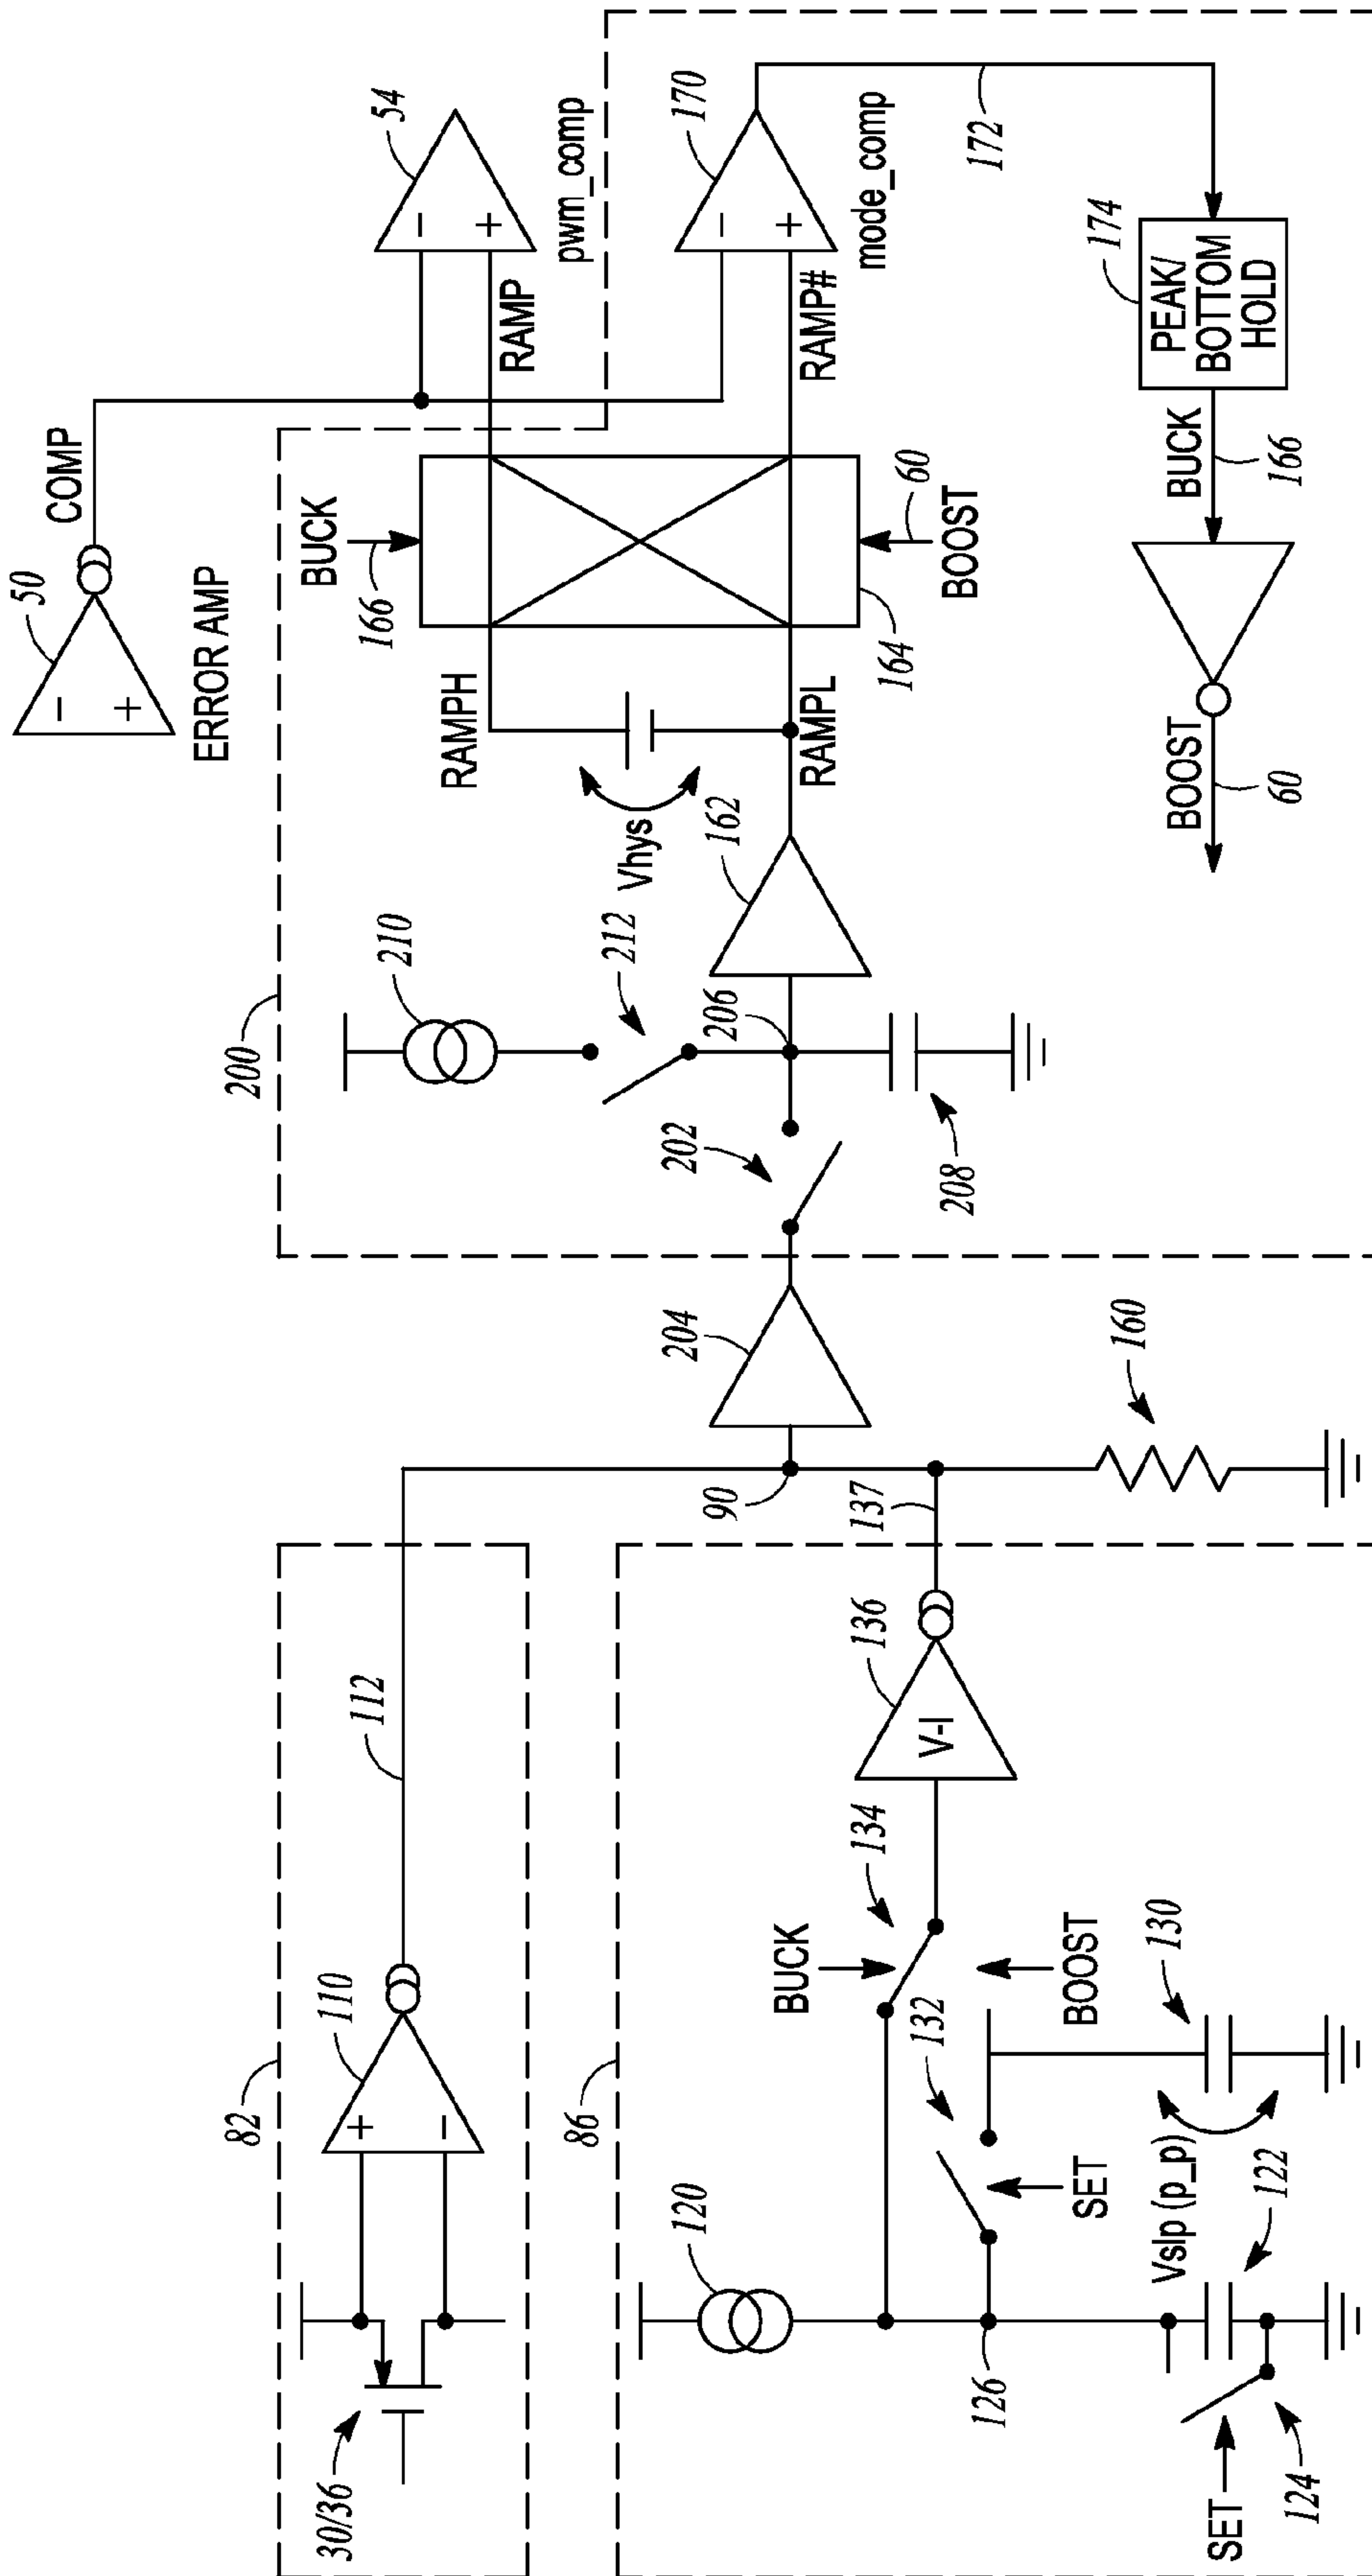 50
−
+
ERROR AMP
COMP
54
−
+
pwm_comp
RAMP
170
−
+
mode_comp
RAMP#
172
174
PEAK/
BOTTOM
HOLD
BUCK
166
BOOST
60
200
BUCK
166
60
BOOST
164
RAMPH
RAMPL
Vhys
162
210
212
206
202
208
204
90
137
160
82
112
110
+
−
30/36
86
136
V-I
134
BUCK
BOOST
132
130
SET
Vslp (p_p)
122
120
126
SET
124